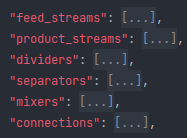 "feed_streams": [...],
"product_streams": [...],
"dividers": [...],
"separators": [...],
"mixers": [...],
"connections": [...],